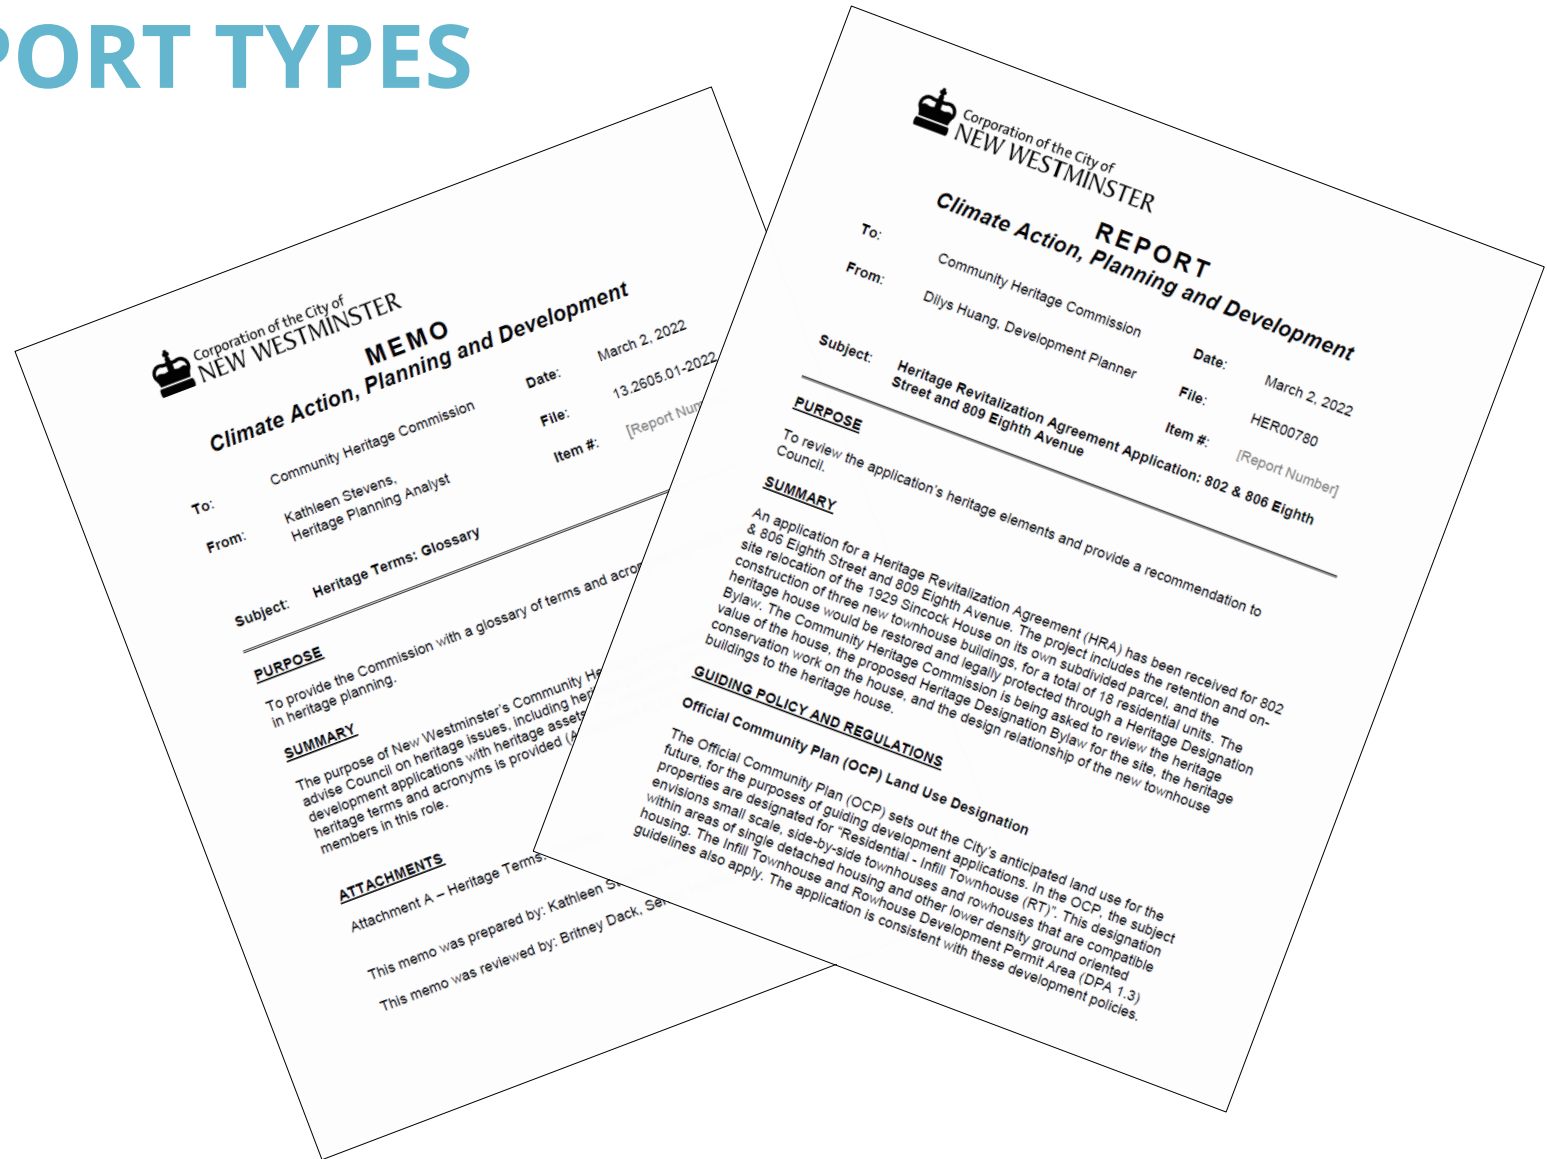 PORT TYPES
Corporation of the City of
NEW WESTMINSTER
MEMO
Climate Action, Planning and Development
To: Community Heritage Commission Date: March 2, 2022
From: Kathleen Stevens, File: 13.2605.01-2022
Heritage Planning Analyst
Item #: [Report
Subject: Heritage Terms: Glossary
PURPOSE
To provide the Commission with a glossary of terms and
in heritage planning.
SUMMARY
The purpose of New Westminster's Community
advise Council on heritage issues, including
development applications with heritage assets
heritage terms and acronyms is provided
members in this role.
ATTACHMENTS
Attachment A – Heritage Terms:
This memo was prepared by: Kathleen
This memo was reviewed by: Britney Dack,
Corporation of the City of
NEW WESTMINSTER
REPORT
Climate Action, Planning and Development
To: Community Heritage Commission Date: March 2, 2022
From: Dilys Huang, Development Planner File: HER00780
Item #: [Report Number]
Subject: Heritage Revitalization Agreement Application: 802 & 806 Eighth
Street and 809 Eighth Avenue
PURPOSE
To review the application's heritage elements and provide a recommendation to
Council.
SUMMARY
An application for a Heritage Revitalization Agreement (HRA) has been received for 802
& 806 Eighth Street and 809 Eighth Avenue. The project includes the retention and on-
site relocation of the 1929 Sincock House on its own subdivided parcel, and the
construction of three new townhouse buildings, for a total of 18 residential units. The
heritage house would be restored and legally protected through a Heritage Designation
Bylaw. The Community Heritage Commission is being asked to review the heritage
value of the house, the proposed Heritage Designation Bylaw for the site, the heritage
conservation work on the house, and the design relationship of the new townhouse
buildings to the heritage house.
GUIDING POLICY AND REGULATIONS
Official Community Plan (OCP) Land Use Designation
The Official Community Plan (OCP) sets out the City's anticipated land use for the
future, for the purposes of guiding development applications. In the OCP, the subject
properties are designated for "Residential - Infill Townhouse (RT)". This designation
envisions small scale, side-by-side townhouses and rowhouses that are compatible
within areas of single detached housing and other lower density ground oriented
housing. The Infill Townhouse and Rowhouse Development Permit Area (DPA 1.3)
guidelines also apply. The application is consistent with these development policies.